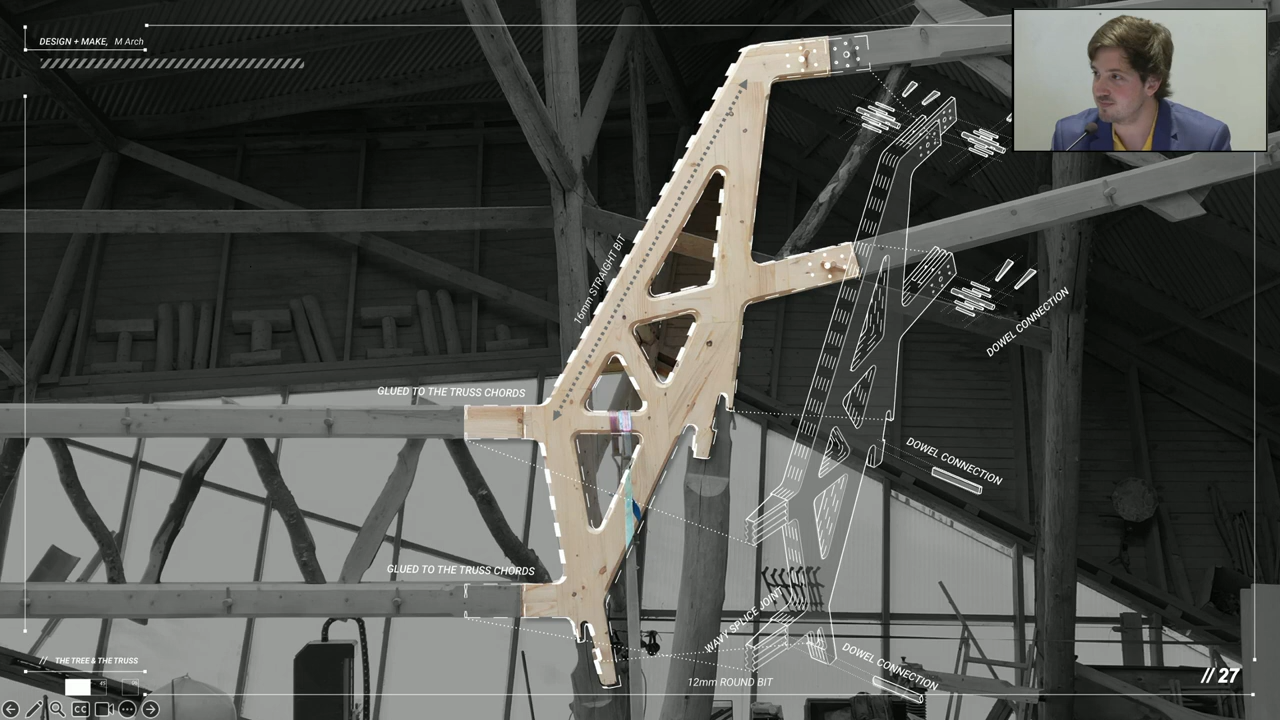 DESIGN + MAKE, M Arch
16mm STRAIGHT BIT
DOWEL CONNECTION
GLUED TO THE TRUSS CHORDS
DOWEL CONNECTION
GLUED TO THE TRUSS CHORDS
WAVY SPLICE JOINT
DOWEL CONNECTION
// THE TREE & THE TRUSS
12mm ROUND BIT
// 27
CC